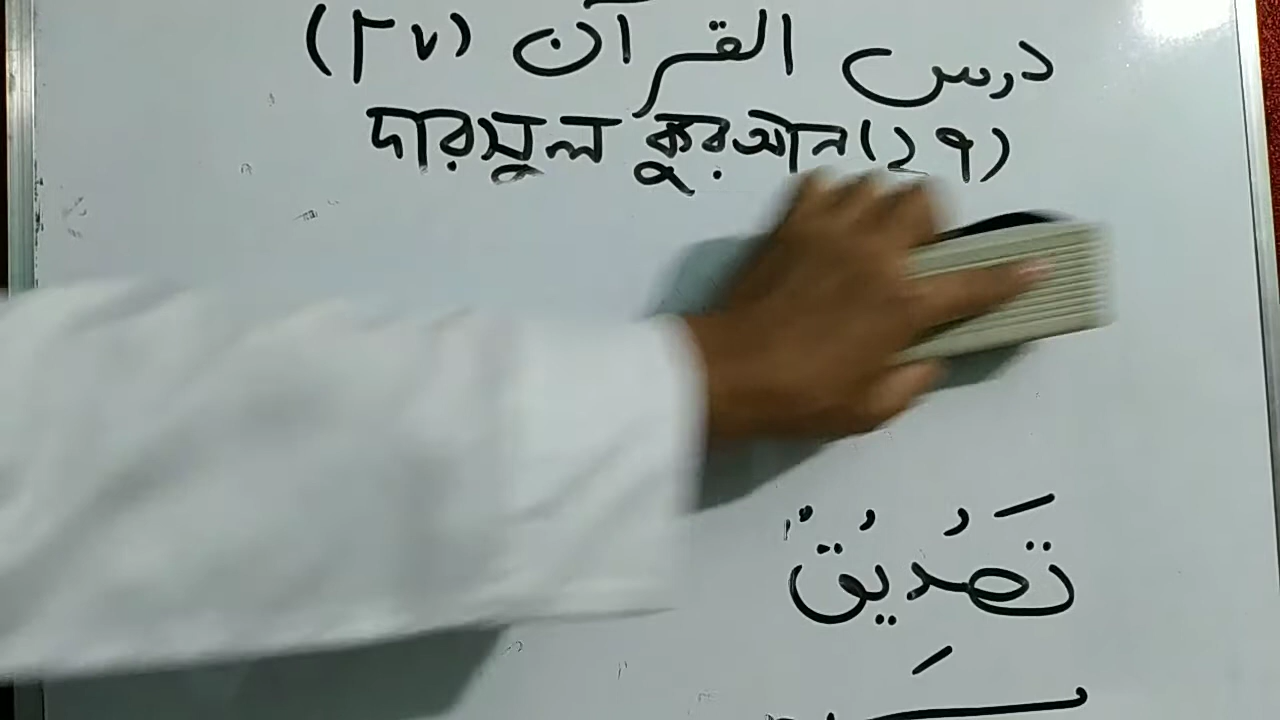 درس القرآن (٢٧)
দারসুল কুরআন (২৭)
تَصْدِيْقٌ